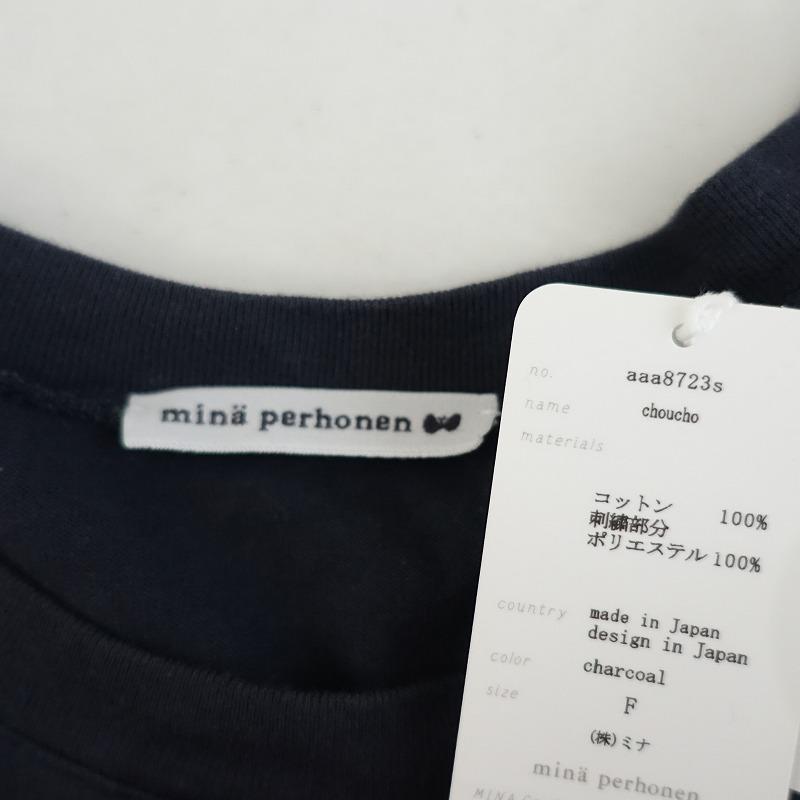 minä perhonen
no. aaa8723s
name choucho
materials
コットン 100%
刺繍部分
ポリエステル 100%
country made in Japan
design in Japan
color charcoal
size F
(株)ミナ
minä perhonen